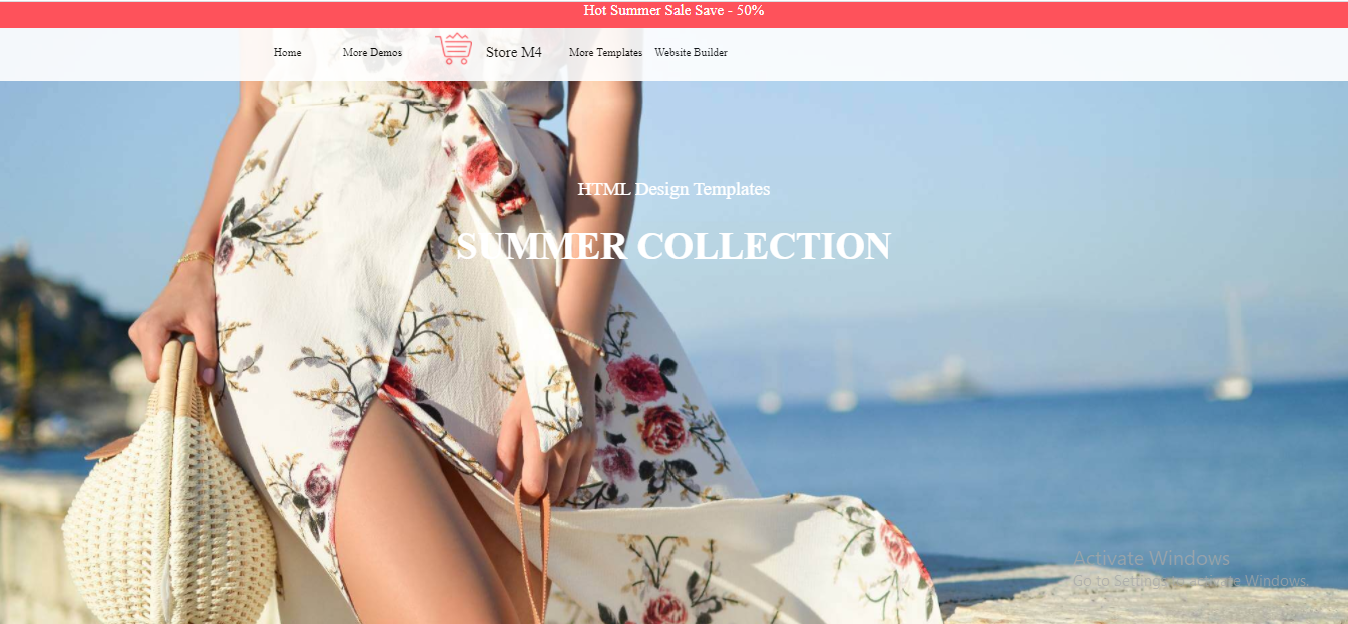 Hot Summer Sale Save - 50%
Home More Demos Store M4 More Templates Website Builder
HTML Design Templates
SUMMER COLLECTION
Activate Windows
Go to Settings to activate Windows.